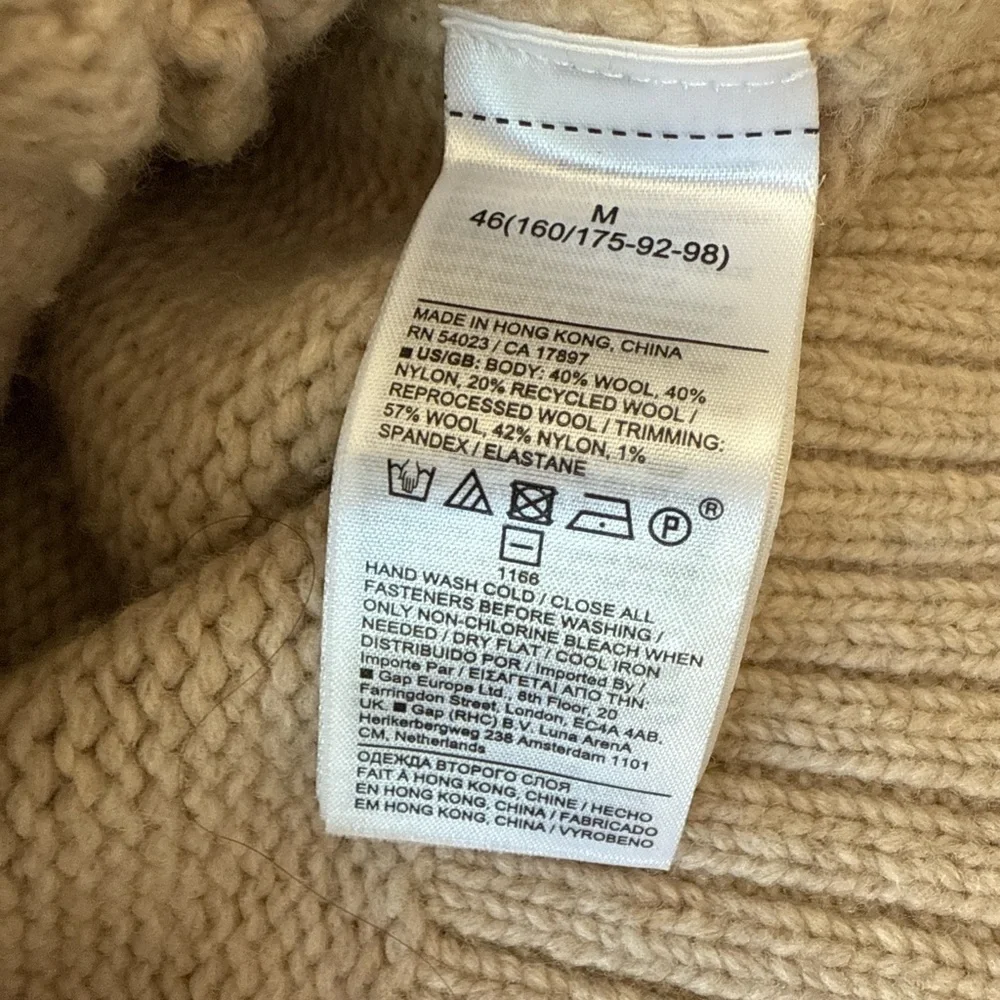 M
46(160/175-92-98)
MADE IN HONG KONG, CHINA
RN 54023 / CA 17897
■ US/GB: BODY: 40% WOOL, 40%
NYLON, 20% RECYCLED WOOL /
REPROCESSED WOOL / TRIMMING:
57% WOOL, 42% NYLON, 1%
SPANDEX / ELASTANE
P ®
1166
HAND WASH COLD / CLOSE ALL
FASTENERS BEFORE WASHING /
ONLY NON-CHLORINE BLEACH WHEN
NEEDED / DRY FLAT / COOL IRON
DISTRIBUIDO POR / Imported By /
Importe Par / ΕΙΣΑΓΕΤΑΙ ΑΠΟ ΤΗΝ:
■ Gap Europe Ltd., 8th Floor, 20
Farringdon Street, London, EC4A 4AB,
UK. ■ Gap (RHC) B.V. Luna ArenA,
Herikerbergweg 238 Amsterdam 1101
CM, Netherlands
ОДЕЖДА ВТОРОГО СЛОЯ
FAIT À HONG KONG, CHINE / HECHO
EN HONG KONG, CHINA / FABRICADO
EM HONG KONG, CHINA / VYROBENO